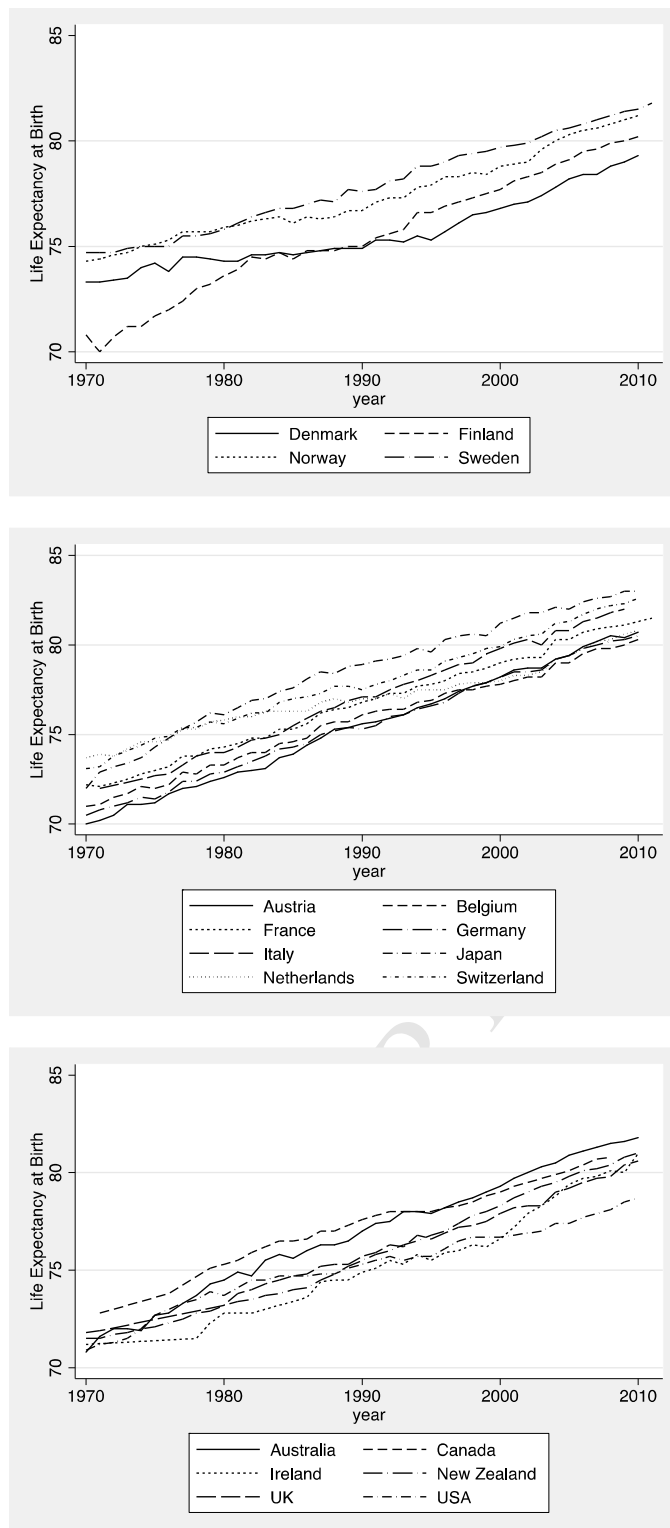 85
80
75
70
Life Expectancy at Birth
1970 1980 1990 2000 2010
year
Denmark Finland
Norway Sweden
85
80
75
70
Life Expectancy at Birth
1970 1980 1990 2000 2010
year
Austria Belgium
France Germany
Italy Japan
Netherlands Switzerland
85
80
75
70
Life Expectancy at Birth
1970 1980 1990 2000 2010
year
Australia Canada
Ireland New Zealand
UK USA